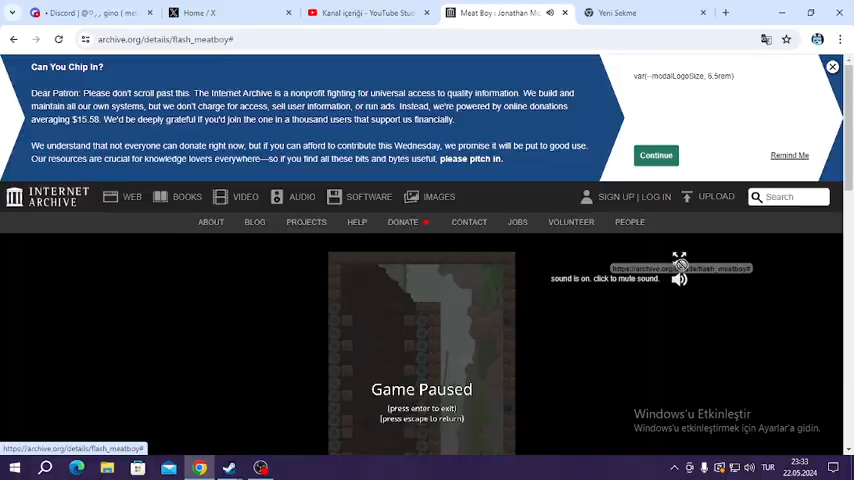 • Discord | @♡, , gino ( mel
Home / X
Kanal içeriği - YouTube Stud
Meat Boy : Jonathan Mc
Yeni Sekme
archive.org/details/flash_meatboy#
Can You Chip In?
var(--modalLogoSize, 6.5rem)
Dear Patron: Please don't scroll past this. The Internet Archive is a nonprofit fighting for universal access to quality information. We build and
maintain all our own systems, but we don't charge for access, sell user information, or run ads. Instead, we're powered by online donations
averaging $15.58. We'd be deeply grateful if you'd join the one in a thousand users that support us financially.
We understand that not everyone can donate right now, but if you can afford to contribute this Wednesday, we promise it will be put to good use.
Our resources are crucial for knowledge lovers everywhere—so if you find all these bits and bytes useful, please pitch in.
Continue
Remind Me
INTERNET
ARCHIVE
WEB BOOKS VIDEO AUDIO SOFTWARE IMAGES SIGN UP | LOG IN UPLOAD Search
ABOUT BLOG PROJECTS HELP DONATE CONTACT JOBS VOLUNTEER PEOPLE
https://archive.org/details/flash_meatboy#
sound is on. click to mute sound.
Game Paused
(press enter to exit)
(press escape to return)
Windows'u Etkinleştir
Windows'u etkinleştirmek için Ayarlar'a gidin.
https://archive.org/details/flash_meatboy#
TUR
23:33
22.05.2024